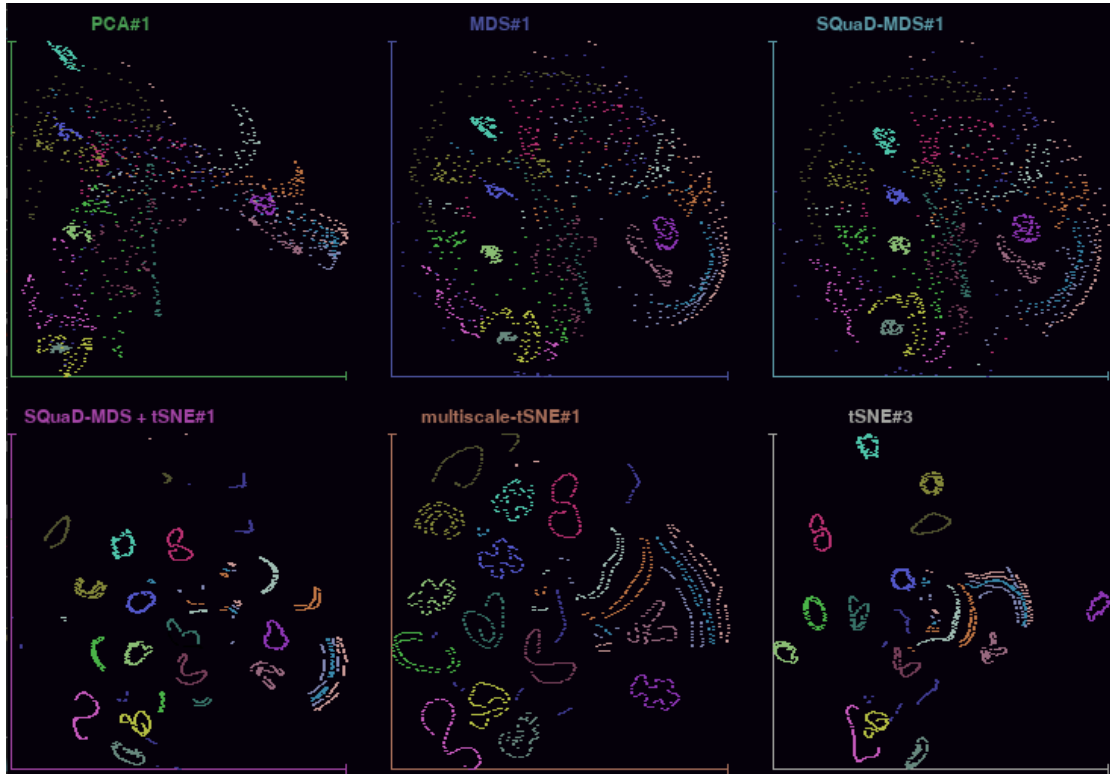 PCA#1
MDS#1
SQuaD-MDS#1
SQuaD-MDS + tSNE#1
multiscale-tSNE#1
tSNE#3